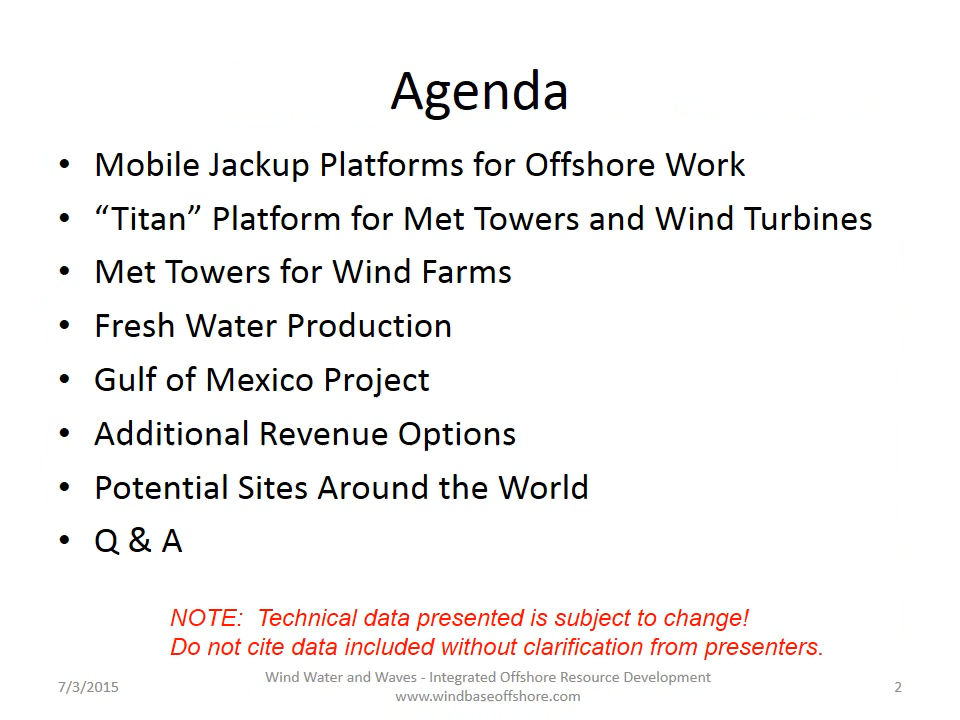 Agenda
• Mobile Jackup Platforms for Offshore Work
• “Titan” Platform for Met Towers and Wind Turbines
• Met Towers for Wind Farms
• Fresh Water Production
• Gulf of Mexico Project
• Additional Revenue Options
• Potential Sites Around the World
• Q & A
NOTE:  Technical data presented is subject to change!
Do not cite data included without clarification from presenters.
7/3/2015
Wind Water and Waves - Integrated Offshore Resource Development
www.windbaseoffshore.com
2